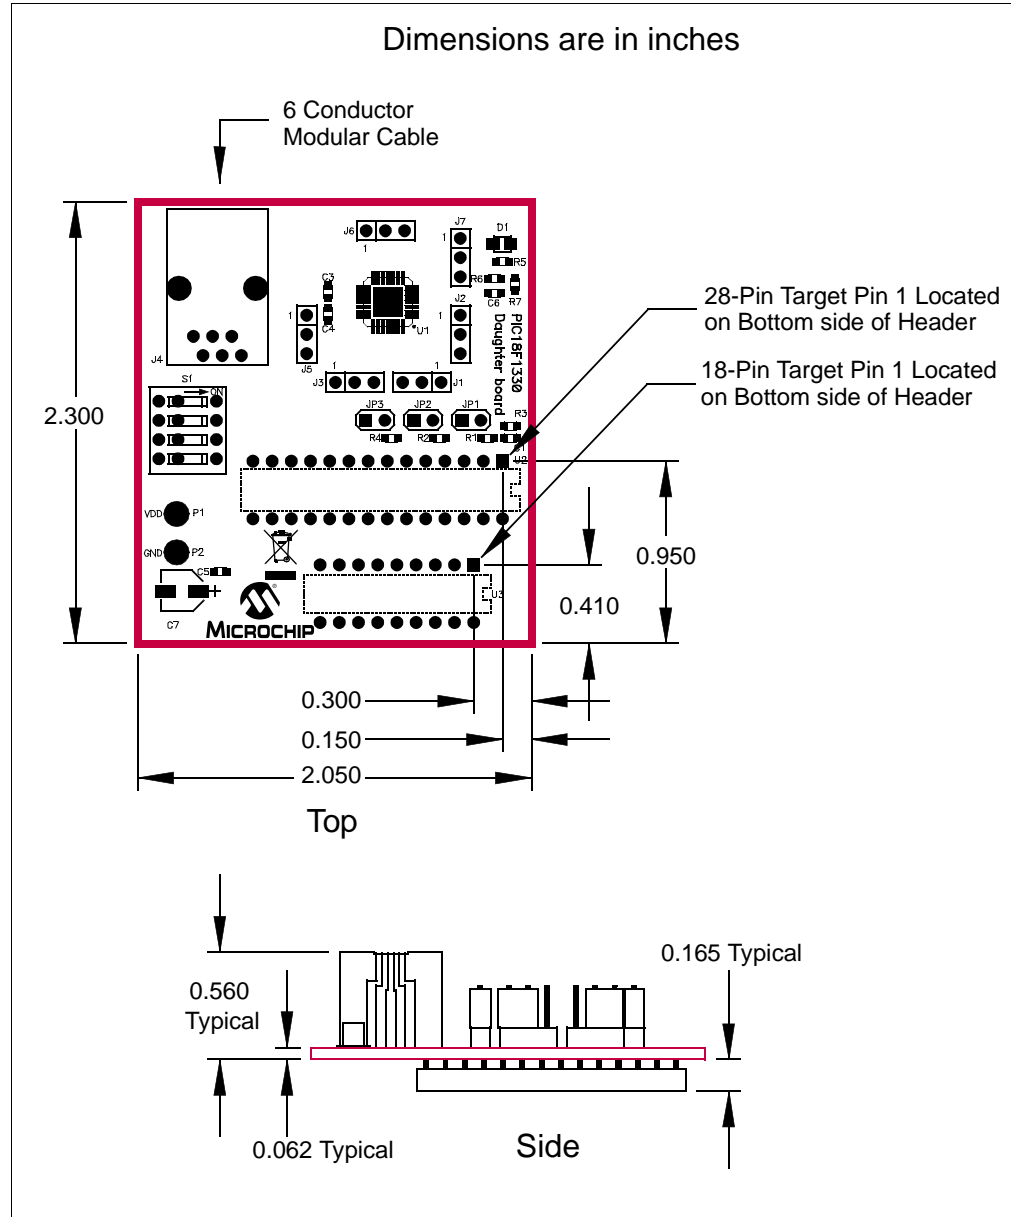 Dimensions are in inches
6 Conductor
Modular Cable
J6
1
J7
1
D1
R5
R6
C6
R7
C3
C4
U1
J2
1
1
J5
J4
PIC18F1330
Daughter board
28-Pin Target Pin 1 Located
on Bottom side of Header
18-Pin Target Pin 1 Located
on Bottom side of Header
S1
ON
J3
1
1
J1
JP3
JP2
JP1
R3
R4
R2
R1
C1
U2
2.300
VDD
P1
GND
P2
C5
+
C7
®
MICROCHIP
U3
0.950
0.410
0.300
0.150
2.050
Top
0.560
Typical
0.165 Typical
0.062 Typical
Side